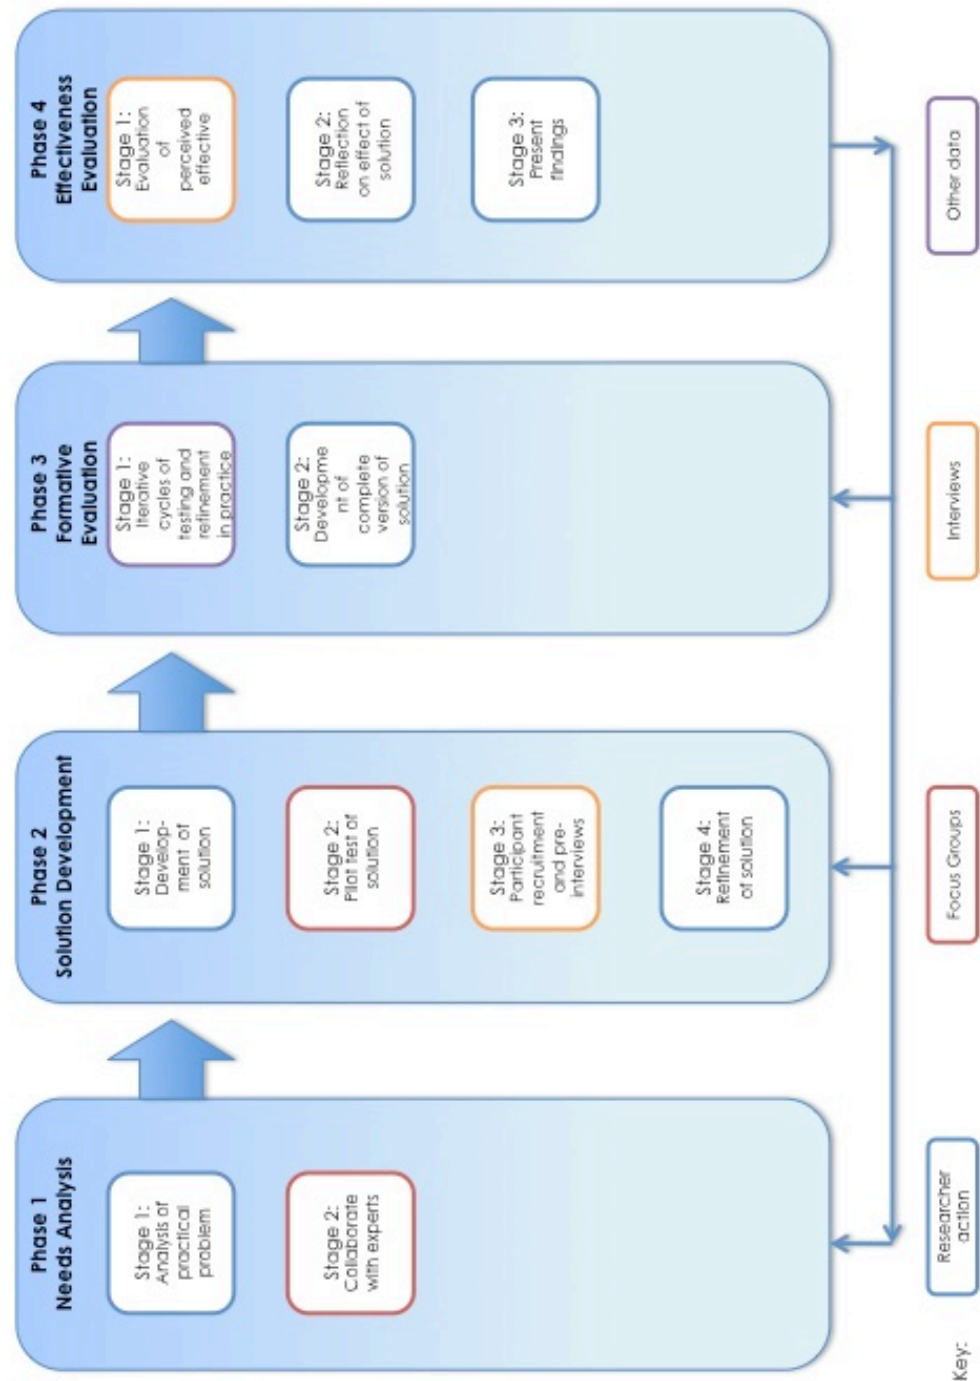 Phase 1
Needs Analysis
Stage 1:
Analysis of
practical
problem
Stage 2:
Collaborate
with experts
Phase 2
Solution Development
Stage 1:
Develop-
ment of
solution
Stage 2:
Pilot test of
solution
Stage 3:
Participant
recruitment
and pre-
interviews
Stage 4:
Refinement
of solution
Phase 3
Formative
Evaluation
Stage 1:
Iterative
cycles of
testing and
refinement
in practice
Stage 2:
Developme
nt of
complete
version of
solution
Phase 4
Effectiveness
Evaluation
Stage 1:
Evaluation
of
perceived
effective
Stage 2:
Reflection
on effect of
solution
Stage 3:
Present
findings
Key:
Researcher
action
Focus Groups
Interviews
Other data